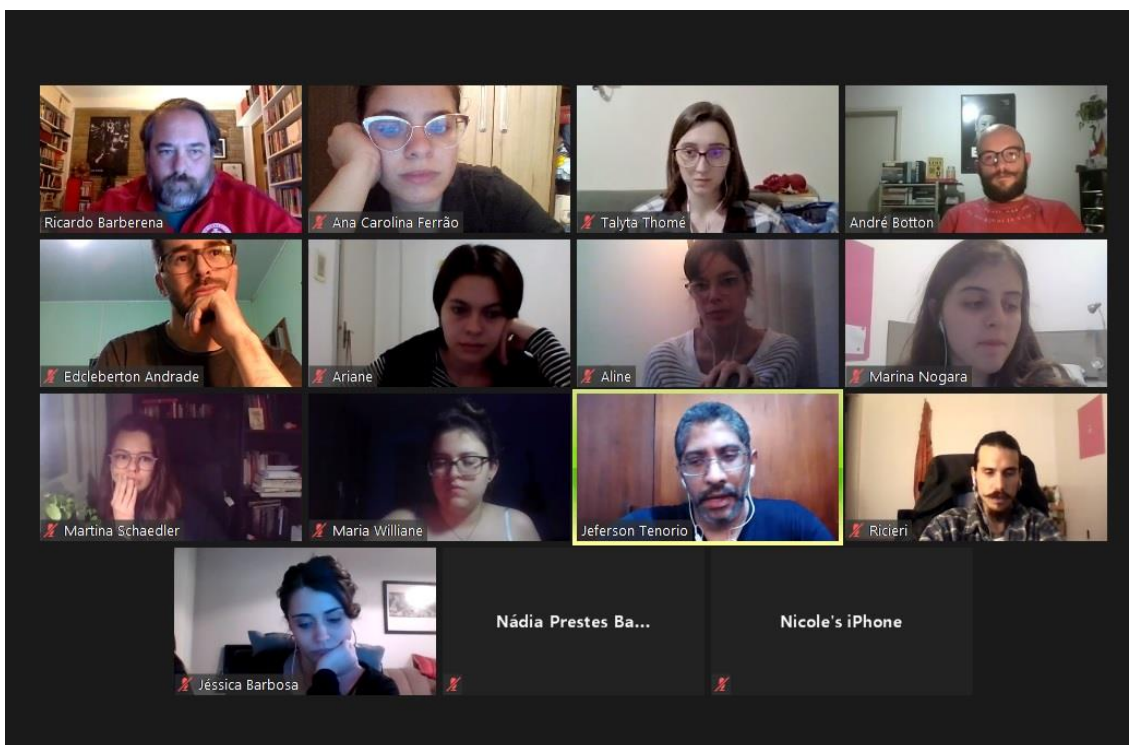 Ricardo Barberena
Ana Carolina Ferrão
Talyta Thomé
André Botton
Edcleberton Andrade
Ariane
Aline
Marina Nogara
Martina Schaedler
Maria Williane
Jeferson Tenorio
Ricieri
Jéssica Barbosa
Nádia Prestes Ba...
Nicole's iPhone